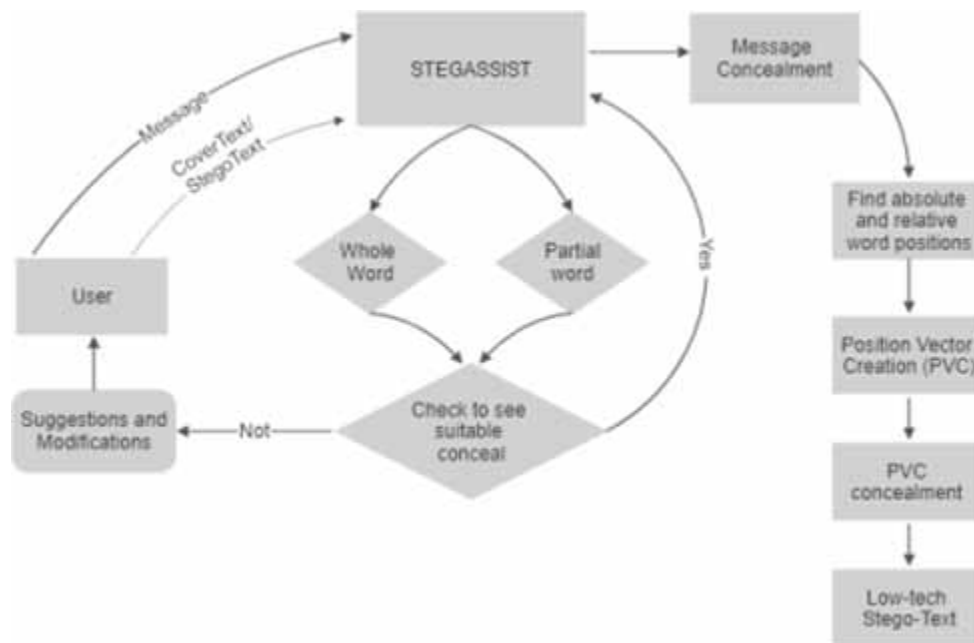 STEGASSIST
Message
Concealment
Message
CoverText/
StegoText
Find absolute
and relative
word positions
Whole
Word
Partial
word
Yes
User
Position Vector
Creation (PVC)
Check to see
suitable
conceal
Suggestions and
Modifications
Not
PVC
concealment
Low-tech
Stego-Text